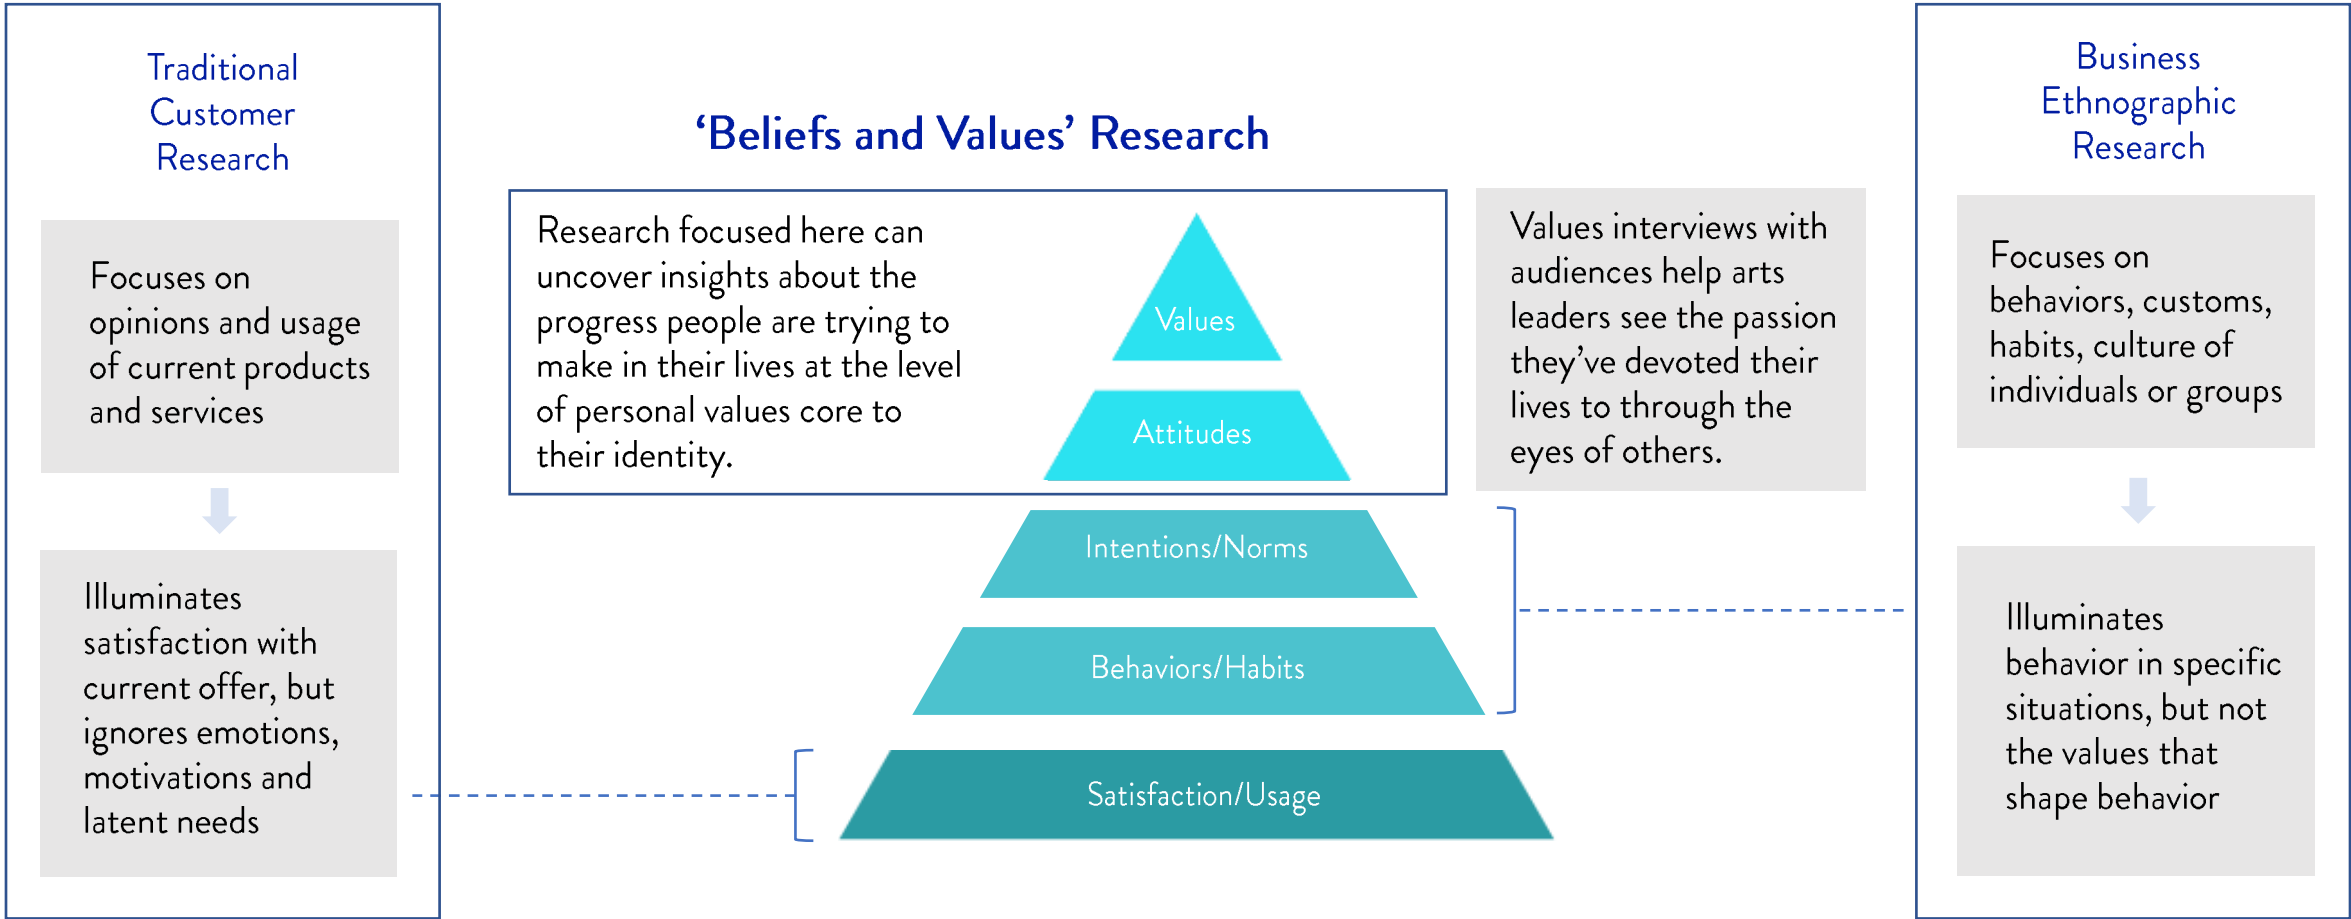 Traditional
Customer
Research
Focuses on
opinions and usage
of current products
and services
Illuminates
satisfaction with
current offer, but
ignores emotions,
motivations and
latent needs
‘Beliefs and Values’ Research
Research focused here can
uncover insights about the
progress people are trying to
make in their lives at the level
of personal values core to
their identity.
Values
Attitudes
Intentions/Norms
Behaviors/Habits
Satisfaction/Usage
Values interviews with
audiences help arts
leaders see the passion
they’ve devoted their
lives to through the
eyes of others.
Business
Ethnographic
Research
Focuses on
behaviors, customs,
habits, culture of
individuals or groups
Illuminates
behavior in specific
situations, but not
the values that
shape behavior